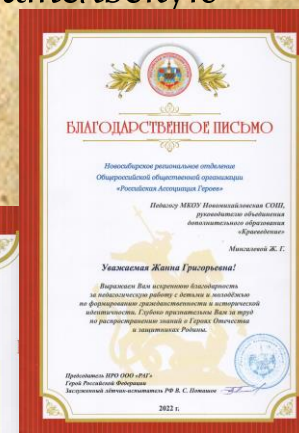 БЛАГОДАРСТВЕННОЕ ПИСЬМО
Новосибирское региональное отделение
Общероссийской общественной организации
«Российская Ассоциация Героев»
Педагогу МКОУ Новомихайловская СОШ,
руководителю объединения
дополнительного образования
«Краеведение»
Мингалевой Ж. Г.
Уважаемая Жанна Григорьевна!
Выражаем Вам искреннюю благодарность
за педагогическую работу с детьми и молодёжью
по формированию гражданственности и исторической
идентичности. Глубоко признательны Вам за труд
по распространению знаний о Героях Отечества
и защитниках Родины.
Председатель НРО ООО «РАГ»
Герой Российской Федерации
Заслуженный лётчик-испытатель РФ В. С. Поташов
2022 г.